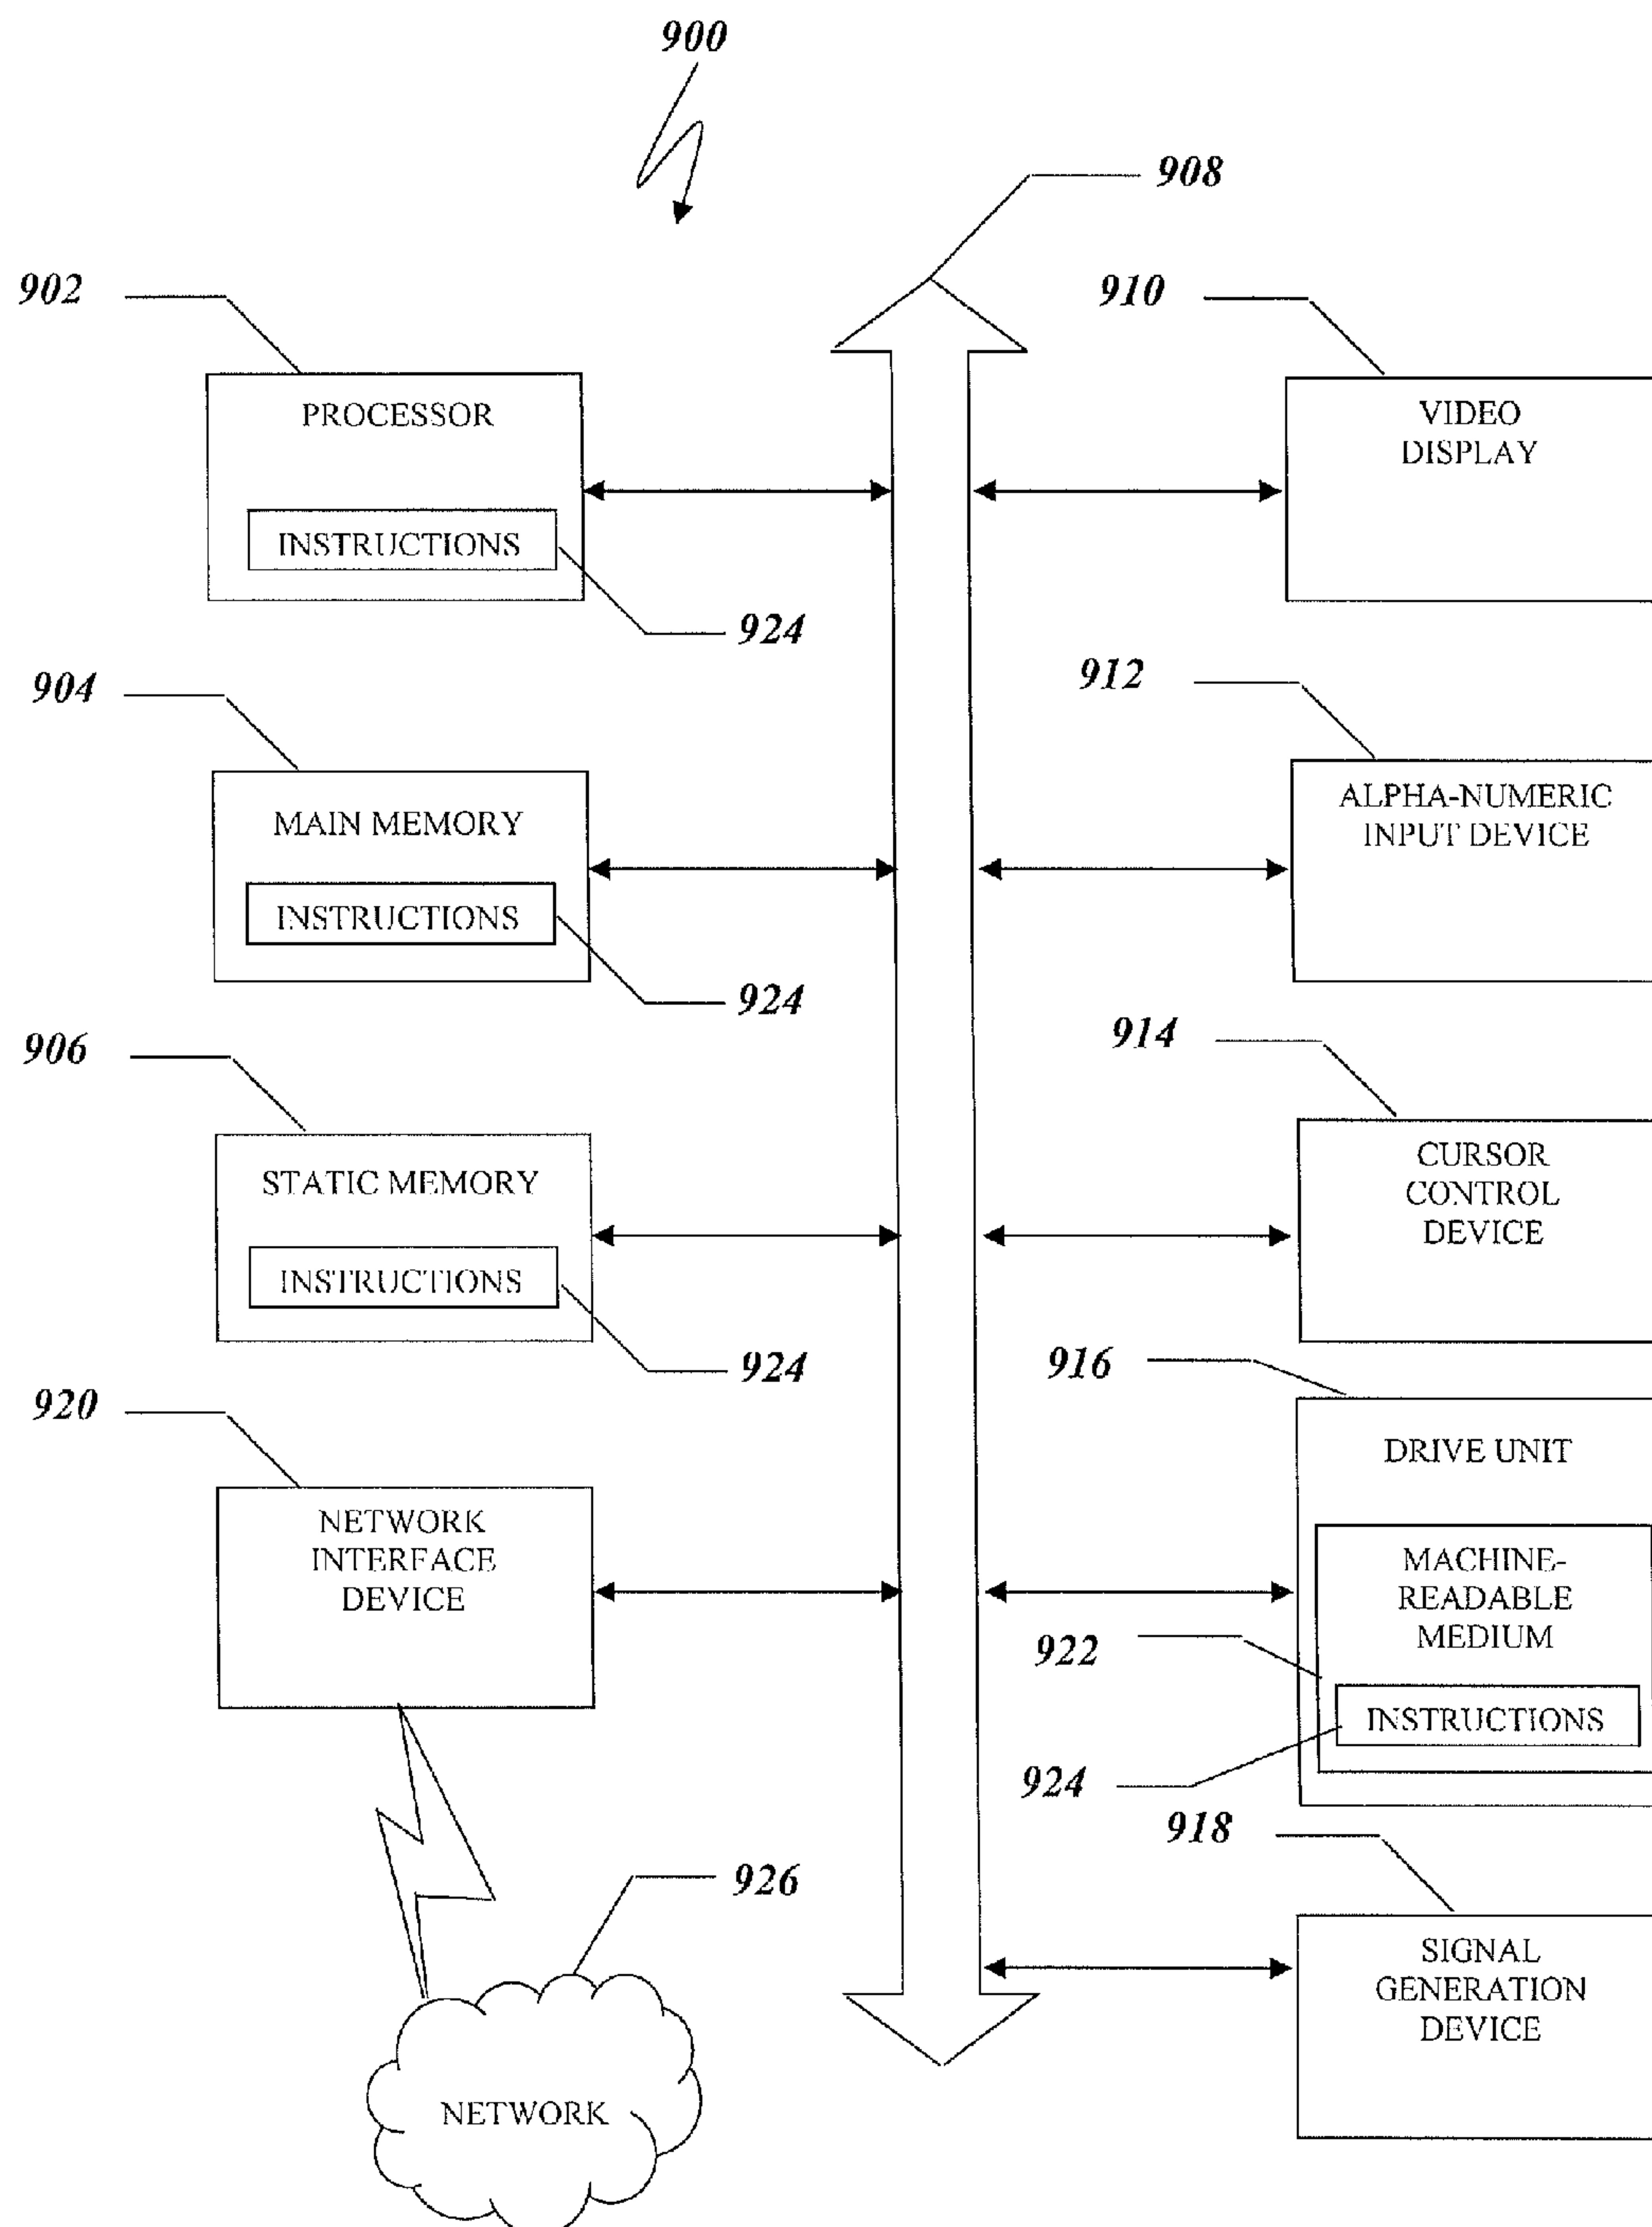 900
908
902
910
PROCESSOR
INSTRUCTIONS
924
VIDEO
DISPLAY
904
912
MAIN MEMORY
INSTRUCTIONS
924
ALPHA-NUMERIC
INPUT DEVICE
906
914
STATIC MEMORY
INSTRUCTIONS
924
CURSOR
CONTROL
DEVICE
920
916
NETWORK
INTERFACE
DEVICE
DRIVE UNIT
MACHINE-
READABLE
MEDIUM
922
INSTRUCTIONS
924
918
926
SIGNAL
GENERATION
DEVICE
NETWORK